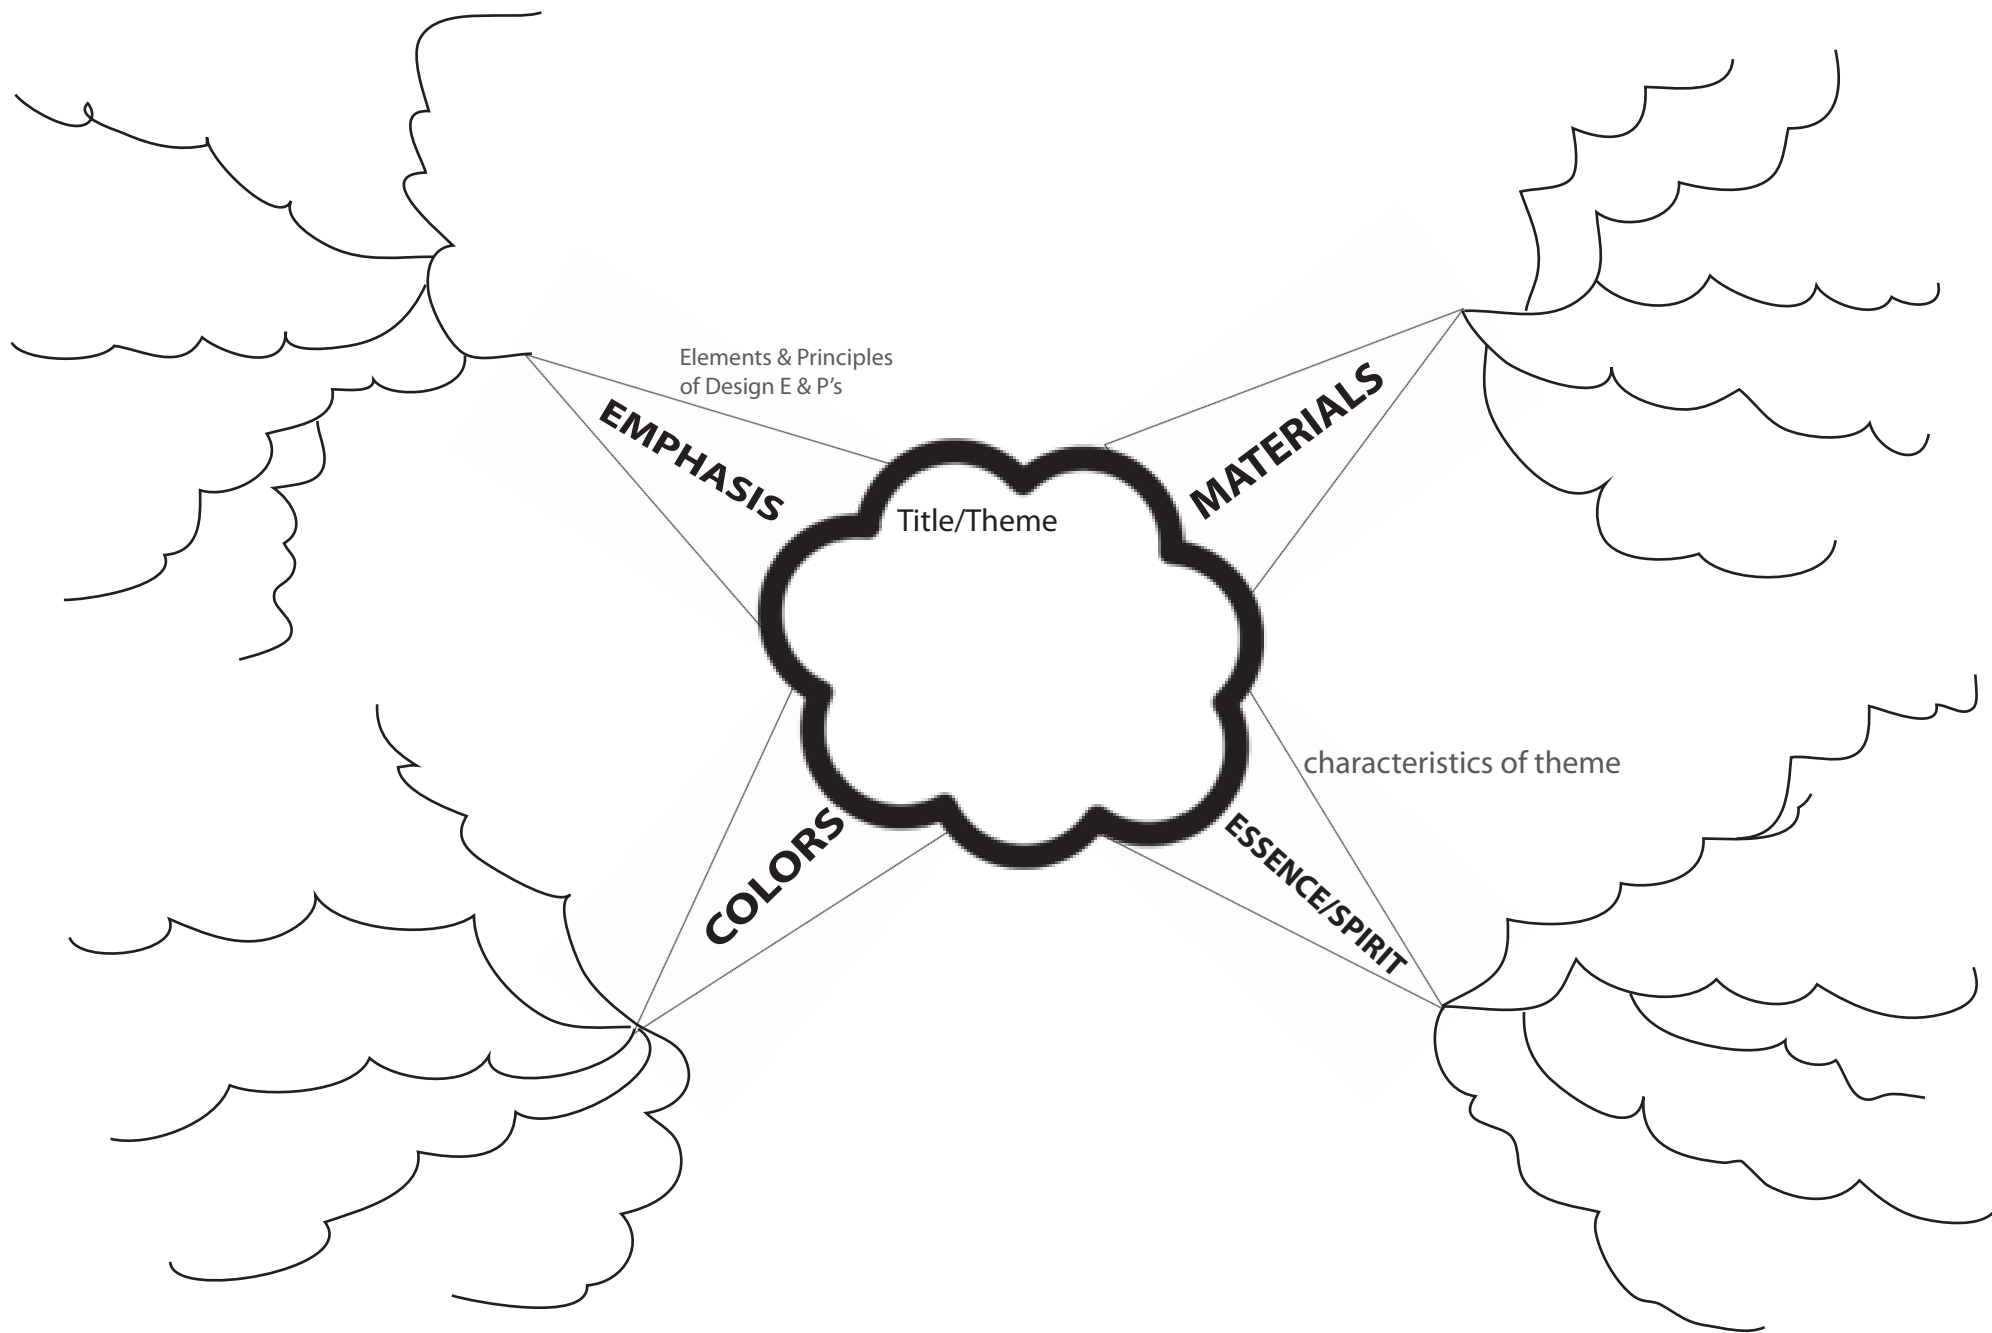 Elements & Principles
of Design E & P’s
EMPHASIS
MATERIALS
Title/Theme
characteristics of theme
COLORS
ESSENCE/SPIRIT